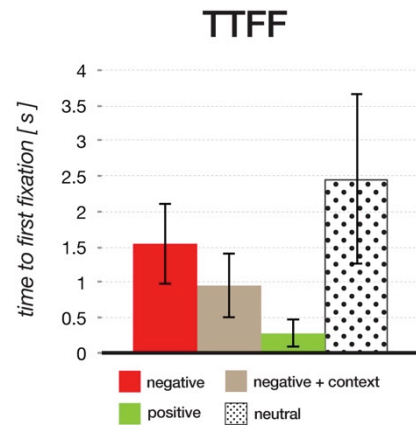 TTFF
time to first fixation [ s ]
4
3.5
3
2.5
2
1.5
1
0.5
0
negative
negative + context
positive
neutral